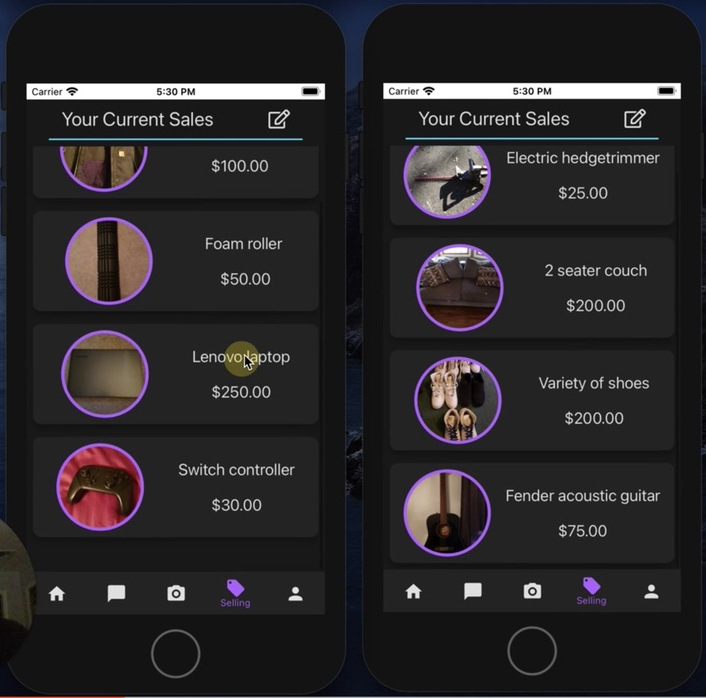 Carrier
5:30 PM
Your Current Sales
$100.00
Foam roller
$50.00
Lenovo laptop
$250.00
Switch controller
$30.00
Selling
Carrier
5:30 PM
Your Current Sales
Electric hedgetrimmer
$25.00
2 seater couch
$200.00
Variety of shoes
$200.00
Fender acoustic guitar
$75.00
Selling